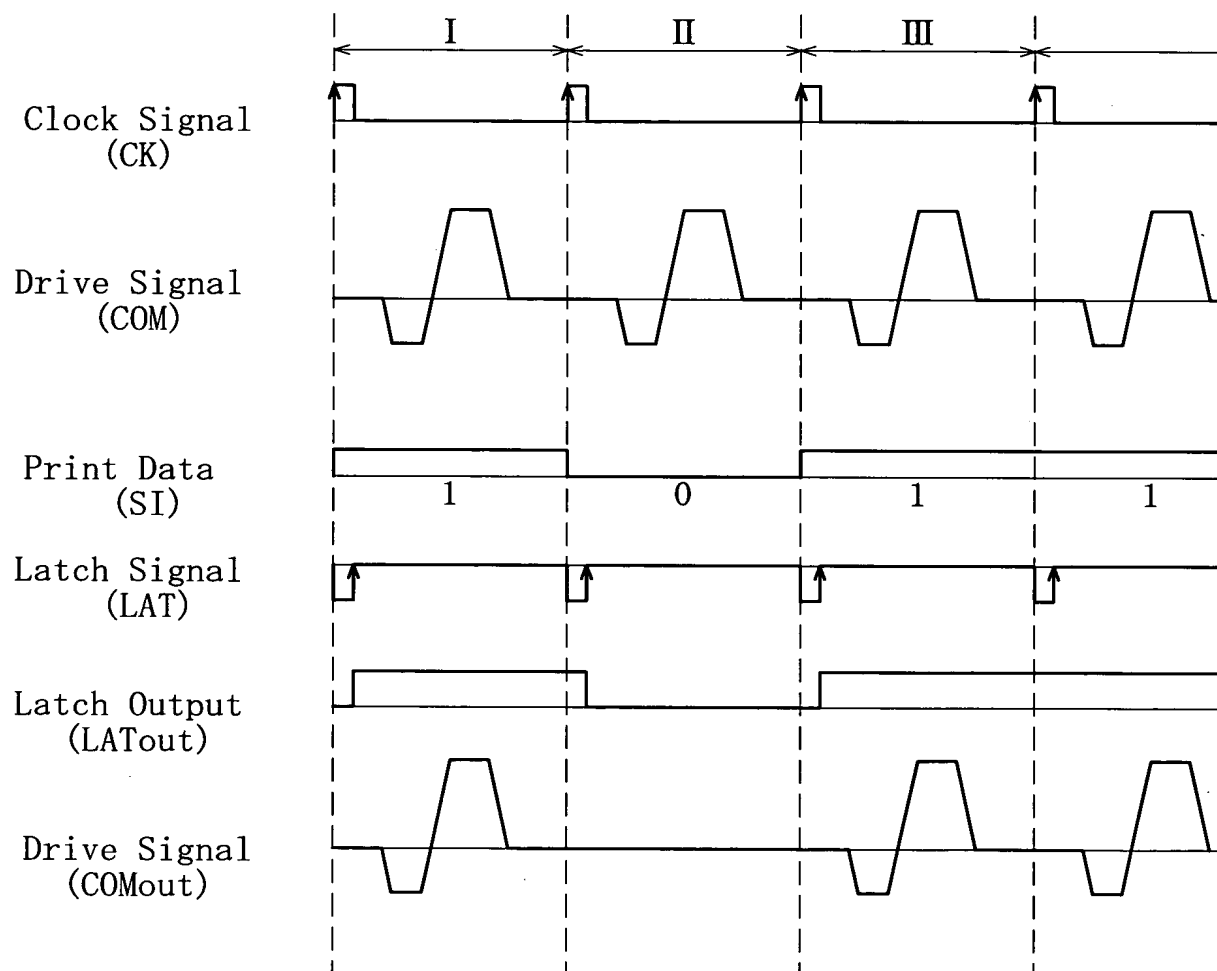 I II III
Clock Signal
(CK)
Drive Signal
(COM)
Print Data
(SI)
1 0 1 1
Latch Signal
(LAT)
Latch Output
(LATout)
Drive Signal
(COMout)